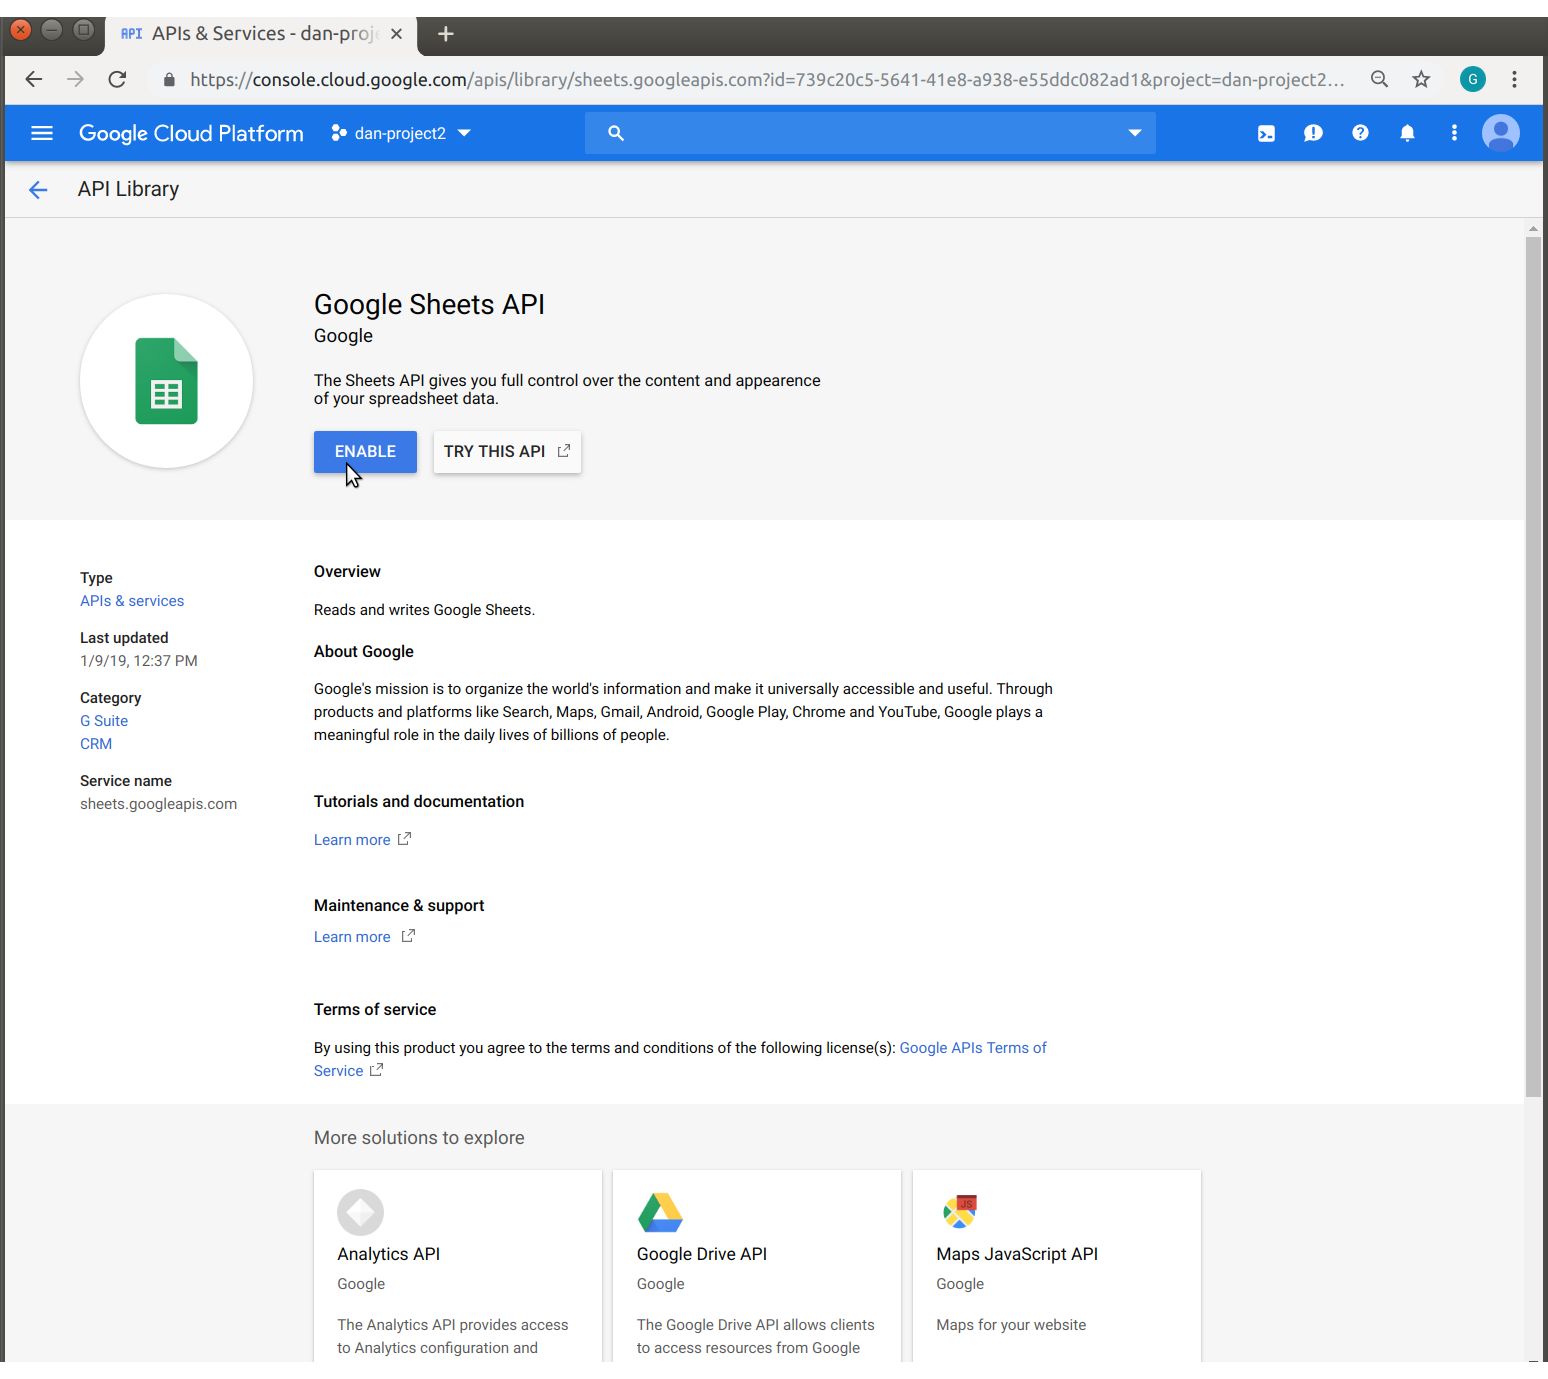 API APIs & Services - dan-proje
https://console.cloud.google.com/apis/library/sheets.googleapis.com?id=739c20c5-5641-41e8-a938-e55ddc082ad1&project=dan-project2...
G
Google Cloud Platform
dan-project2
API Library
Google Sheets API
Google
The Sheets API gives you full control over the content and appearence
of your spreadsheet data.
ENABLE
TRY THIS API
Type
APIs & services
Last updated
1/9/19, 12:37 PM
Category
G Suite
CRM
Service name
sheets.googleapis.com
Overview
Reads and writes Google Sheets.
About Google
Google's mission is to organize the world's information and make it universally accessible and useful. Through
products and platforms like Search, Maps, Gmail, Android, Google Play, Chrome and YouTube, Google plays a
meaningful role in the daily lives of billions of people.
Tutorials and documentation
Learn more
Maintenance & support
Learn more
Terms of service
By using this product you agree to the terms and conditions of the following license(s): Google APIs Terms of
Service
More solutions to explore
Analytics API
Google
The Analytics API provides access
to Analytics configuration and
Google Drive API
Google
The Google Drive API allows clients
to access resources from Google
JS
Maps JavaScript API
Google
Maps for your website